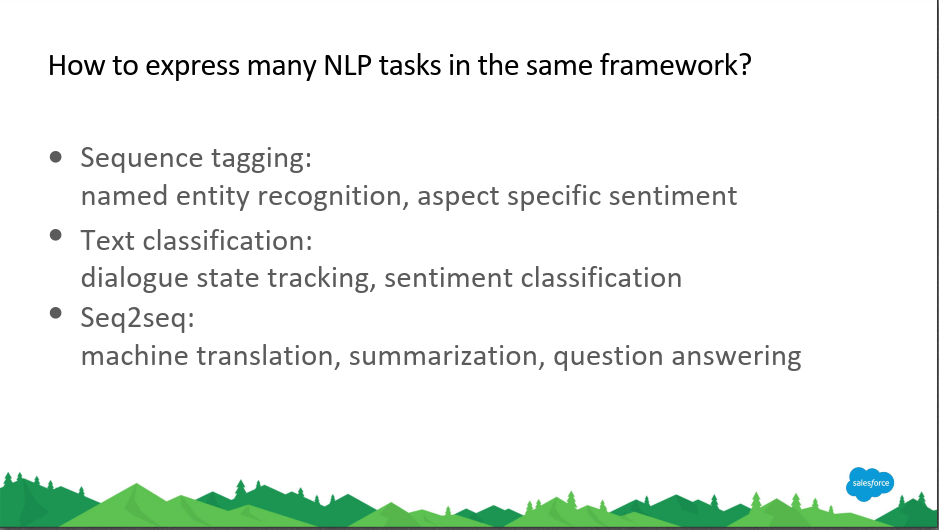 How to express many NLP tasks in the same framework?
• Sequence tagging:
named entity recognition, aspect specific sentiment
• Text classification:
dialogue state tracking, sentiment classification
• Seq2seq:
machine translation, summarization, question answering
salesforce